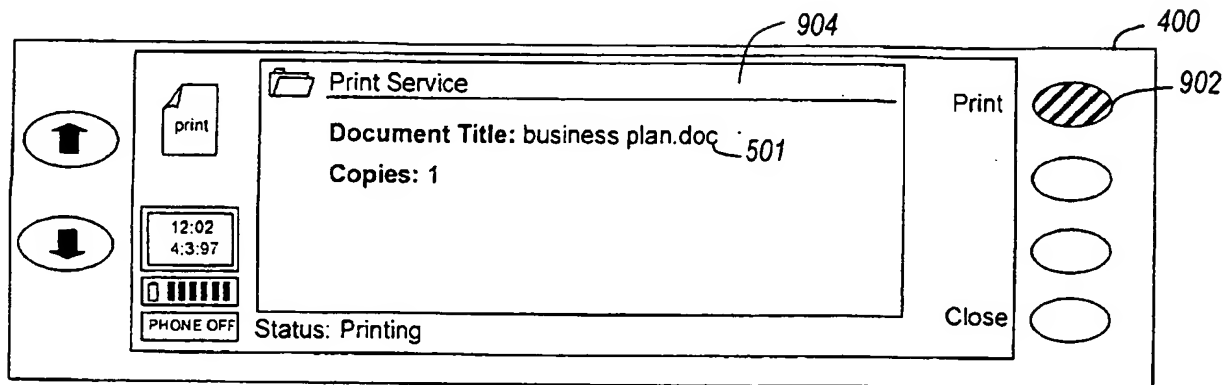 904
400
902
Print Service
Print
print
Document Title: business plan.doc
501
Copies: 1
12:02
4:3:97
PHONE OFF
Status: Printing
Close